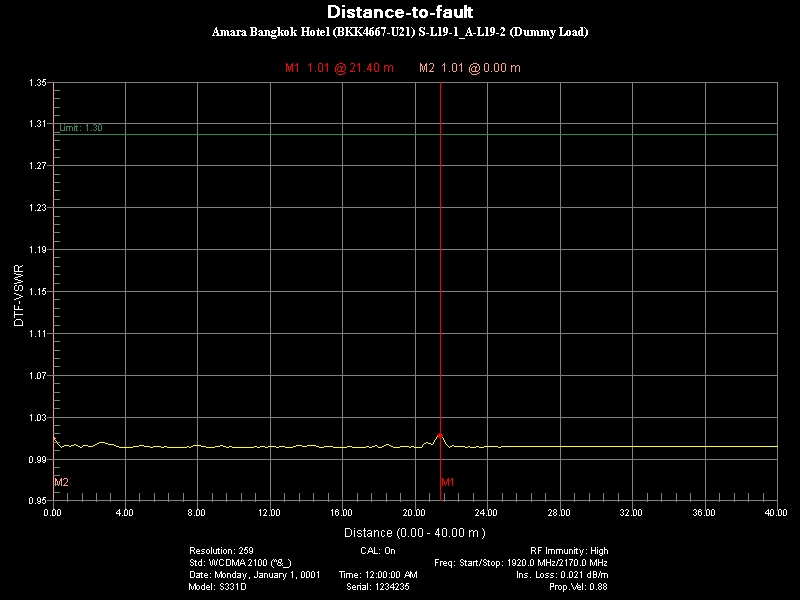 Distance-to-fault
Amara Bangkok Hotel (BKK4667-U21) S-L19-1_A-L19-2 (Dummy Load)
M1 1.01 @ 21.40 m M2 1.01 @ 0.00 m
1.35
1.31
Limit: 1.30
1.27
1.23
1.19
1.15
1.11
1.07
1.03
0.99
0.95
DTF-VSWR
M2
M1
0.00 4.00 8.00 12.00 16.00 20.00 24.00 28.00 32.00 36.00 40.00
Distance (0.00 - 40.00 m )
Resolution: 259 CAL: On RF Immunity: High
Std: WCDMA 2100 (^&_) Freq: Start/Stop: 1920.0 MHz/2170.0 MHz
Date: Monday, January 1, 0001 Time: 12:00:00 AM Ins. Loss: 0.021 dB/m
Model: S331D Serial: 1234235 Prop.Vel: 0.88